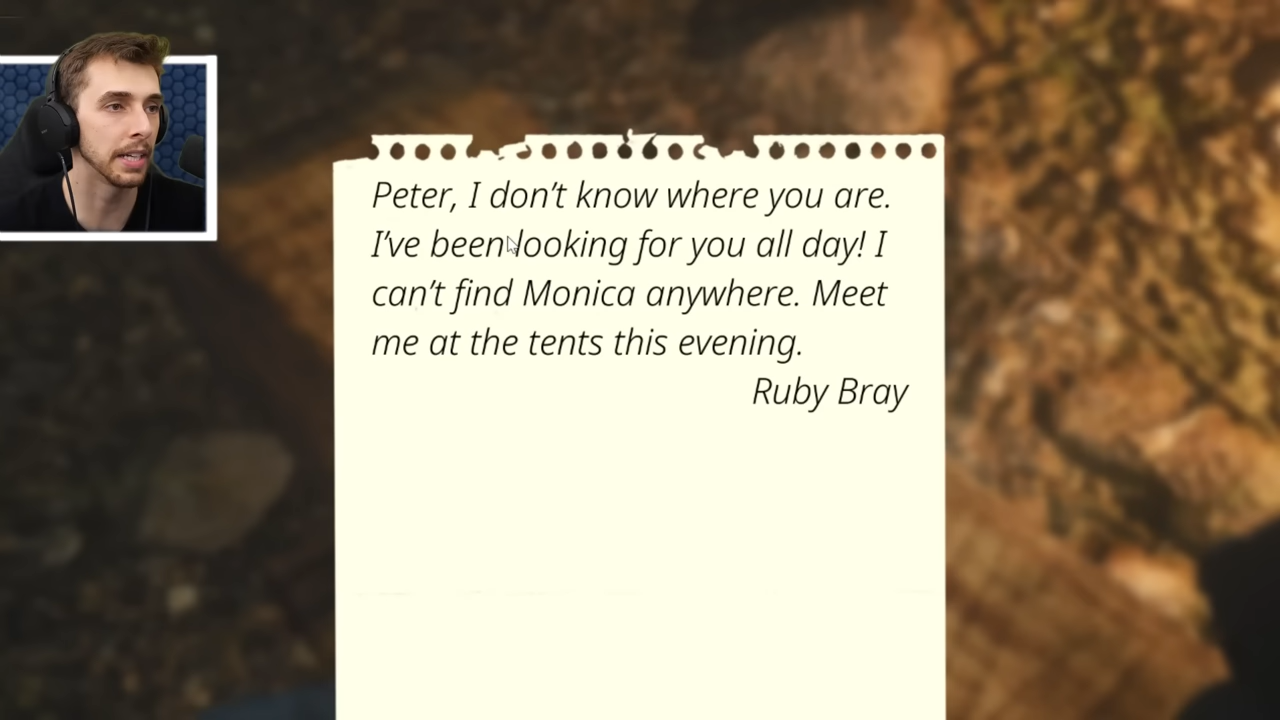 Peter, I don’t know where you are.
I’ve been looking for you all day! I
can’t find Monica anywhere. Meet
me at the tents this evening.
Ruby Bray